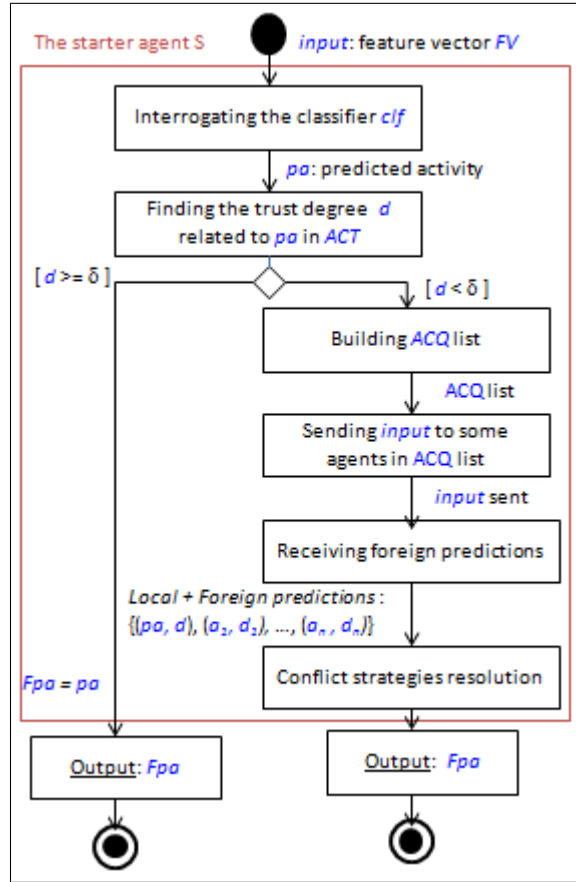 The starter agent S
input: feature vector FV
Interrogating the classifier clf
pa: predicted activity
Finding the trust degree d
related to pa in ACT
[ d >= δ ]
[ d < δ ]
Building ACQ list
ACQ list
Sending input to some
agents in ACQ list
input sent
Receiving foreign predictions
Local + Foreign predictions :
{(pa, d), (a₁, d₁), ..., (aₙ , dₙ)}
Conflict strategies resolution
Fpa = pa
Output: Fpa
Output: Fpa